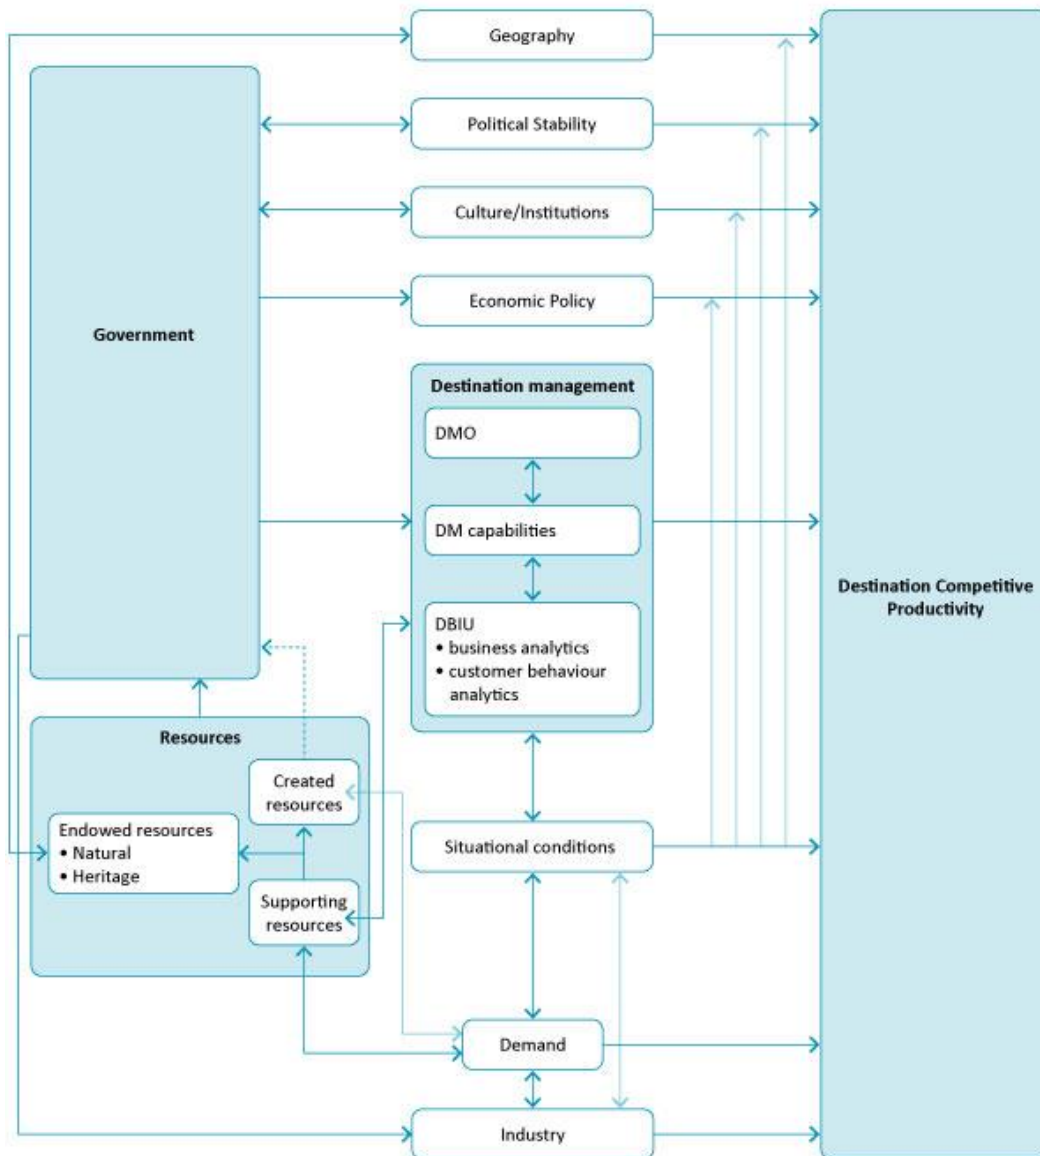 Geography
Political Stability
Culture/Institutions
Economic Policy
Government
Destination management
DMO
DM capabilities
DBIU
• business analytics
• customer behaviour
analytics
Destination Competitive
Productivity
Resources
Created
resources
Endowed resources
• Natural
• Heritage
Supporting
resources
Situational conditions
Demand
Industry